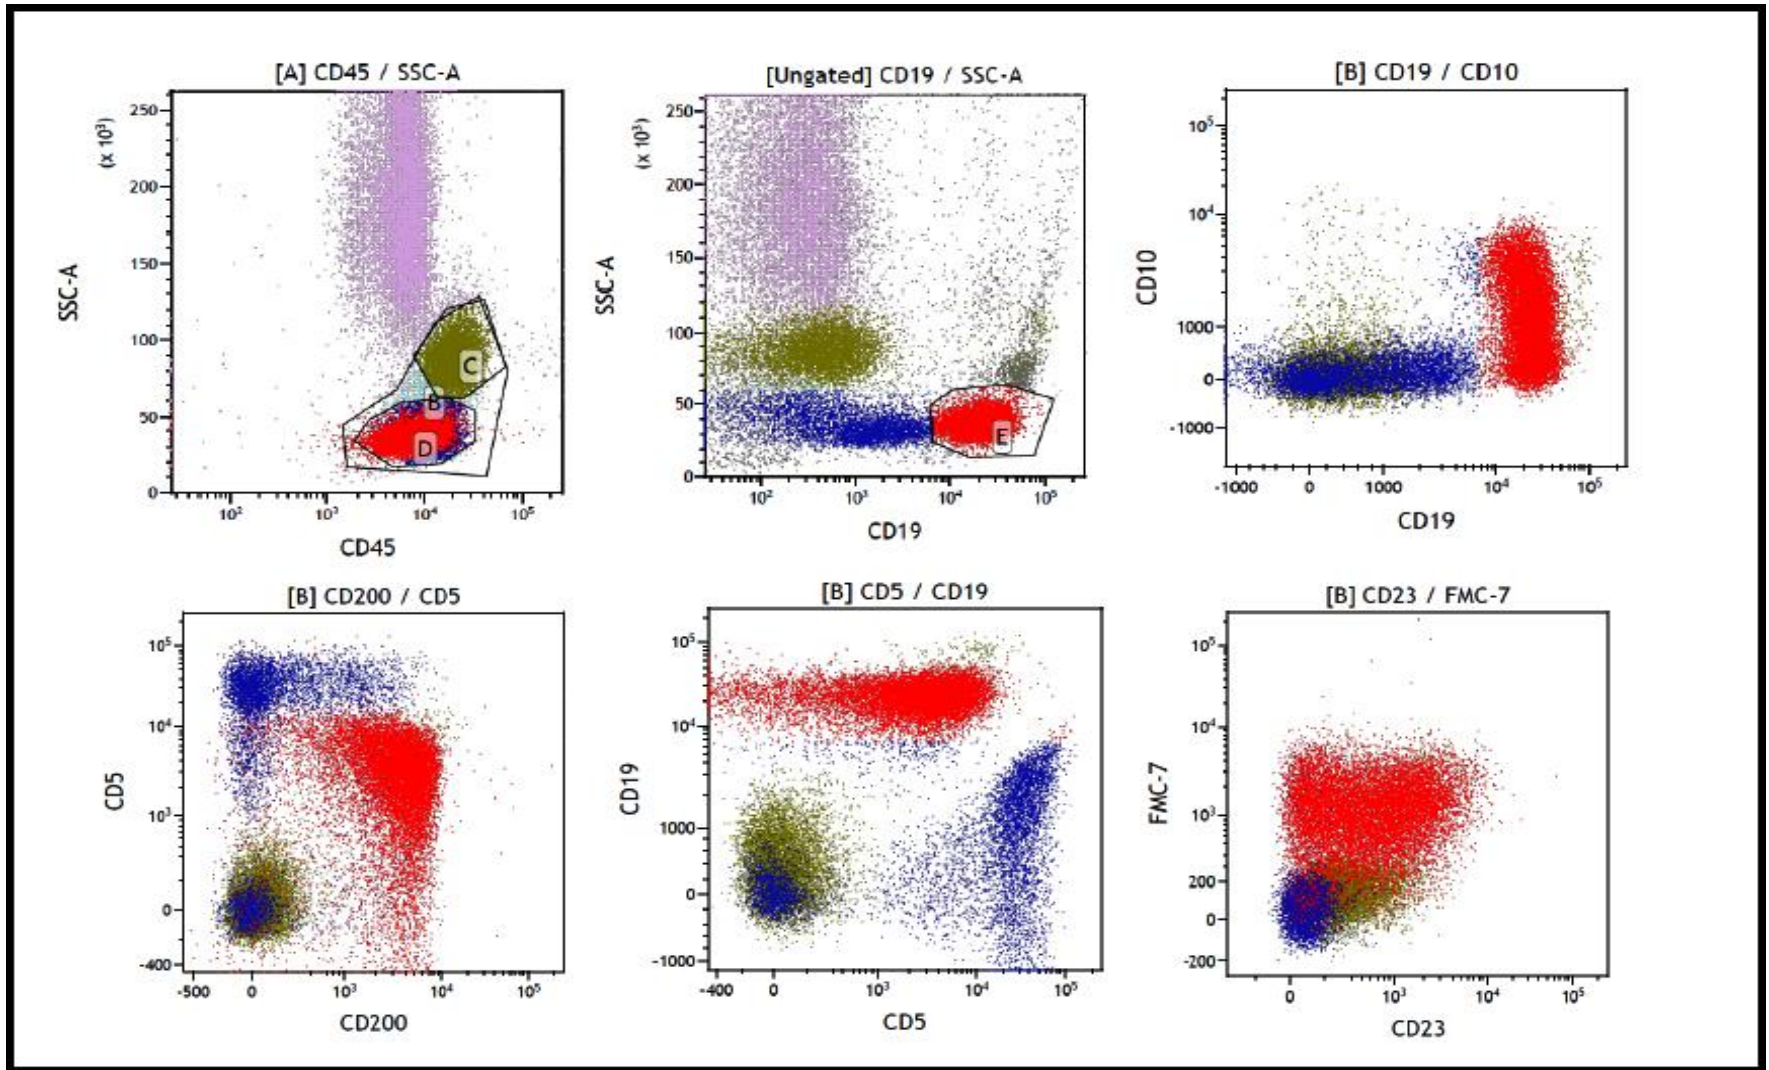 [A] CD45 / SSC-A
(x 10³)
250
200
150
100
50
0
SSC-A
C
B
D
10² 10³ 10⁴ 10⁵
CD45
[Ungated] CD19 / SSC-A
(x 10³)
250
200
150
100
50
0
SSC-A
E
10² 10³ 10⁴ 10⁵
CD19
[B] CD19 / CD10
10⁵
10⁴
1000
0
-1000
CD10
-1000 0 1000 10⁴ 10⁵
CD19
[B] CD200 / CD5
10⁵
10⁴
10³
0
-400
CD5
-500 0 10³ 10⁴ 10⁵
CD200
[B] CD5 / CD19
10⁵
10⁴
1000
0
-1000
CD19
-400 0 10³ 10⁴ 10⁵
CD5
[B] CD23 / FMC-7
10⁵
10⁴
10³
200
0
-200
FMC-7
0 10³ 10⁴ 10⁵
CD23